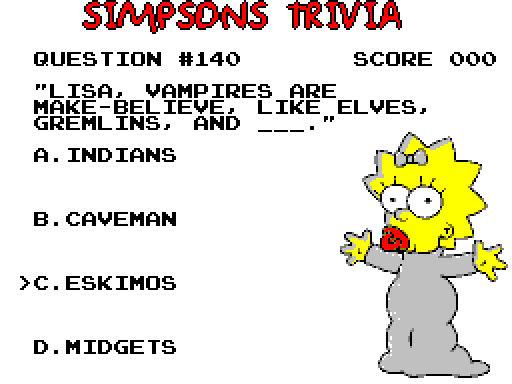 SIMPSONS TRIVIA
QUESTION #140 SCORE 000
"LISA, VAMPIRES ARE
MAKE-BELIEVE, LIKE ELVES,
GREMLINS, AND ___."
A.INDIANS
B.CAVEMAN
>C.ESKIMOS
D.MIDGETS